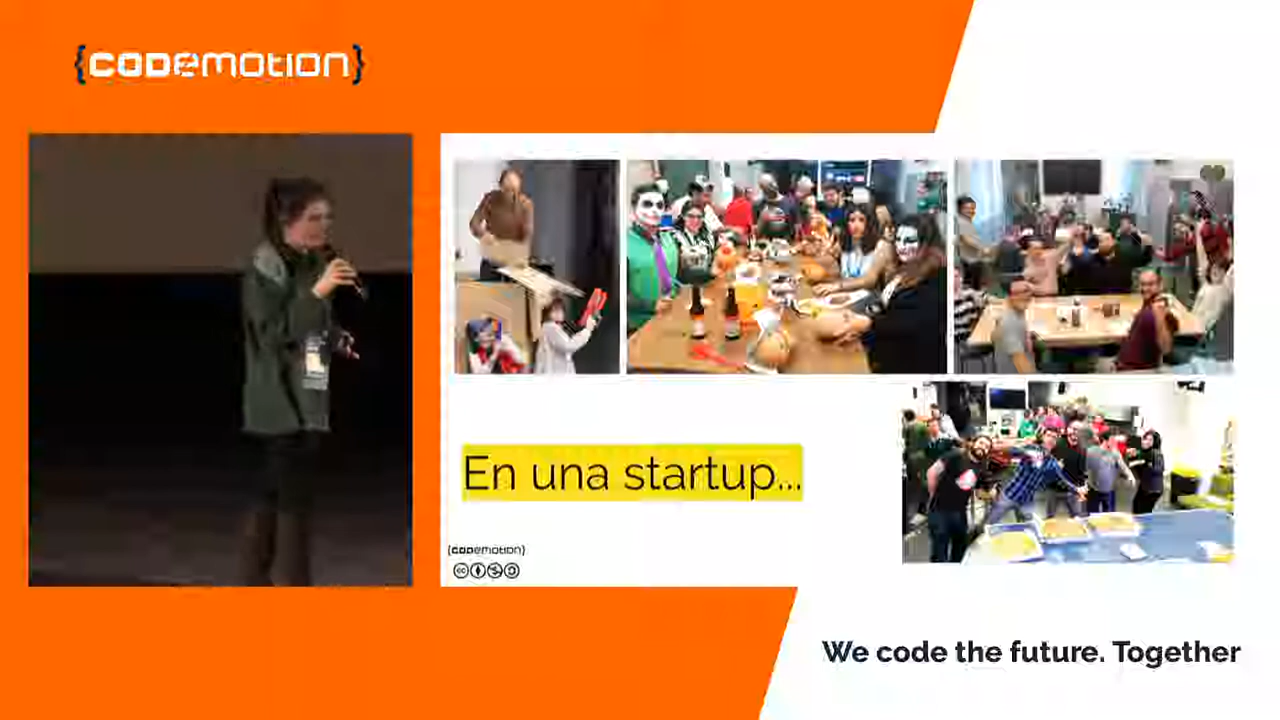 {codemotion}
En una startup...
{codemotion}
We code the future. Together